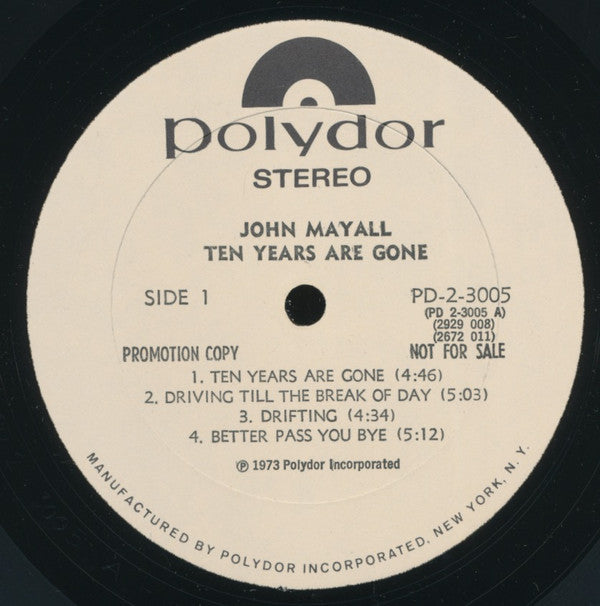 polydor
STEREO
JOHN MAYALL
TEN YEARS ARE GONE
SIDE 1
PD-2-3005
(PD 2-3005 A)
(2929 008)
(2672 011)
PROMOTION COPY
NOT FOR SALE
1. TEN YEARS ARE GONE (4:46)
2. DRIVING TILL THE BREAK OF DAY (5:03)
3. DRIFTING (4:34)
4. BETTER PASS YOU BYE (5:12)
℗ 1973 Polydor Incorporated
MANUFACTURED BY POLYDOR INCORPORATED, NEW YORK, N.Y.